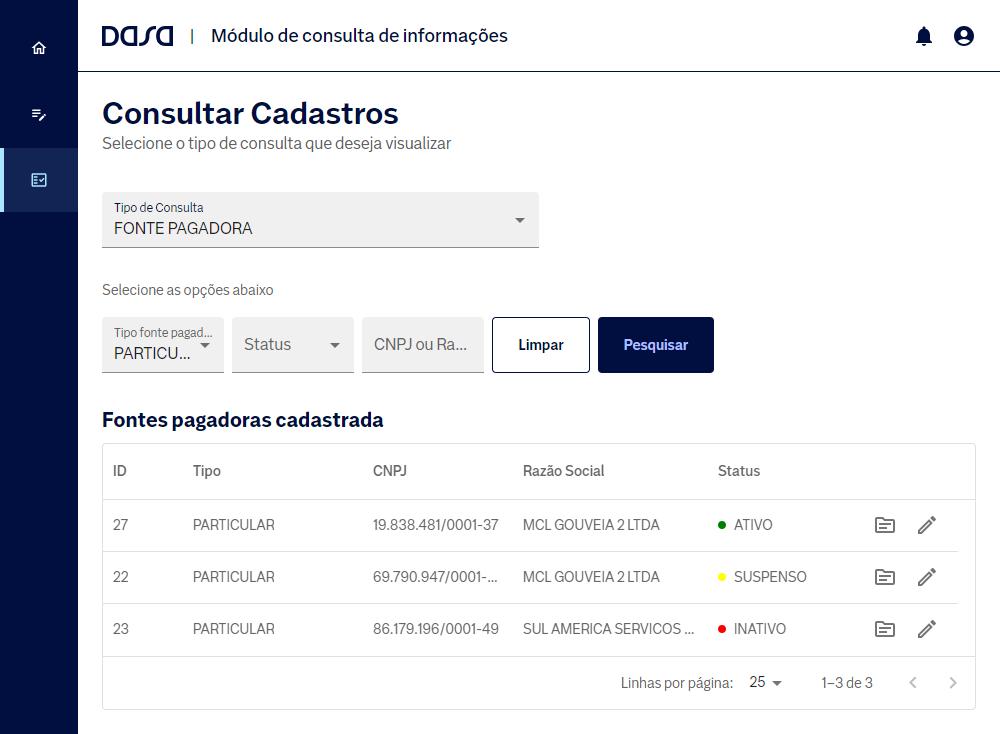 DASA | Módulo de consulta de informações
Consultar Cadastros
Selecione o tipo de consulta que deseja visualizar
Tipo de Consulta
FONTE PAGADORA
Selecione as opções abaixo
Tipo fonte pagad...
PARTICU...
Status
CNPJ ou Ra...
Limpar
Pesquisar
Fontes pagadoras cadastrada
ID Tipo CNPJ Razão Social Status
27 PARTICULAR 19.838.481/0001-37 MCL GOUVEIA 2 LTDA ATIVO
22 PARTICULAR 69.790.947/0001-... MCL GOUVEIA 2 LTDA SUSPENSO
23 PARTICULAR 86.179.196/0001-49 SUL AMERICA SERVICOS ... INATIVO
Linhas por página: 25 1–3 de 3